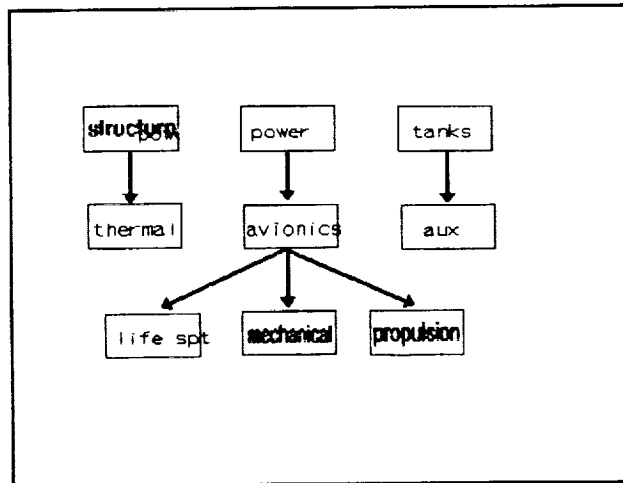 structure power tanks
thermal avionics aux
life spt mechanical propulsion